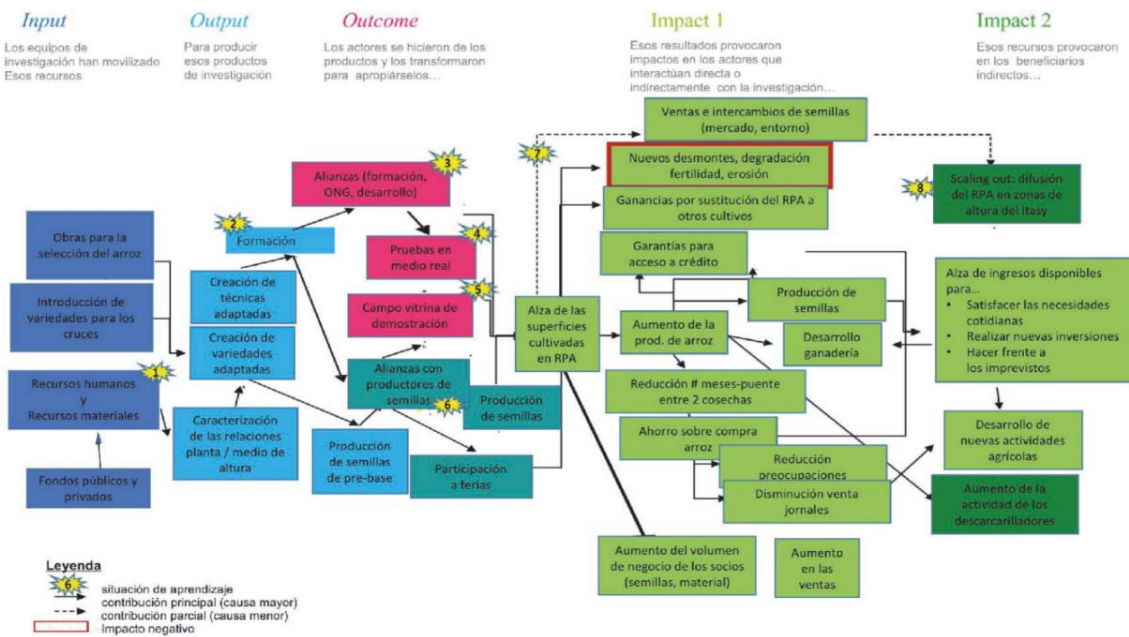 Input
Los equipos de
investigación han movilizado
Esos recursos
Output
Para producir
esos productos
de investigación
Outcome
Los actores se hicieron de los
productos y los transformaron
para apropiárselos...
Impact 1
Esos resultados provocaron
impactos en los actores que
interactúan directa o
indirectamente con la investigación...
Impact 2
Esos recursos provocaron
en los beneficiarios
indirectos...
Obras para la
selección del arroz
Introducción de
variedades para los
cruces
1
Recursos humanos
y
Recursos materiales
Fondos públicos y
privados
2
Formación
Creación de
técnicas
adaptadas
Creación de
variedades
adaptadas
Caracterización
de las relaciones
planta / medio de
altura
3
Alianzas (formación,
ONG, desarrollo)
4
Pruebas en
medio real
5
Campo vitrina de
demostración
Alianzas con
productores de
semillas
6
Producción
de semillas
Producción
de semillas
de pre-base
Participación
a ferias
7
Ventas e intercambios de semillas
(mercado, entorno)
Nuevos desmontes, degradación
fertilidad, erosión
Ganancias por sustitución del RPA a
otros cultivos
Garantías para
acceso a crédito
Alza de las
superficies
cultivadas
en RPA
Aumento de la
prod. de arroz
Producción de
semillas
Desarrollo
ganadería
Reducción # meses-puente
entre 2 cosechas
Ahorro sobre compra
arroz
Reducción
preocupaciones
Disminución venta
jornales
Aumento del volumen
de negocio de los socios
(semillas, material)
Aumento
en las
ventas
8
Scaling out: difusión
del RPA en zonas de
altura del Itasy
Alza de ingresos disponibles
para...
• Satisfacer las necesidades
cotidianas
• Realizar nuevas inversiones
• Hacer frente a
los imprevistos
Desarrollo de
nuevas actividades
agrícolas
Aumento de la
actividad de los
descarcarilladores
Leyenda
6 situación de aprendizaje
contribución principal (causa mayor)
contribución parcial (causa menor)
Impacto negativo